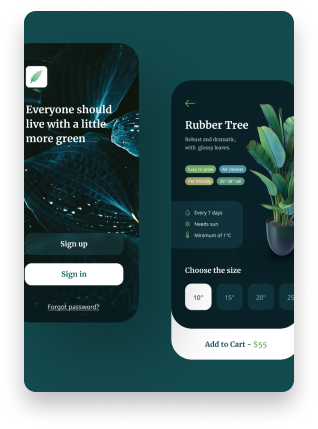 Everyone should
live with a little
more green
Sign up
Sign in
Forgot password?
Rubber Tree
Robust and dramatic,
with glossy leaves.
Easy to grow
Air cleaner
Pet friendly
Every 7 days
Needs sun
Minimum of 1°C
Choose the size
10"
15"
20"
25
Add to Cart - $55